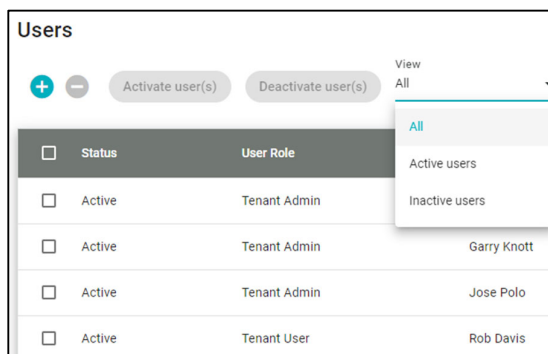 Users
View
Activate user(s) Deactivate user(s) All
All
Status User Role
Active users
Active Tenant Admin
Inactive users
Active Tenant Admin Garry Knott
Active Tenant Admin Jose Polo
Active Tenant User Rob Davis